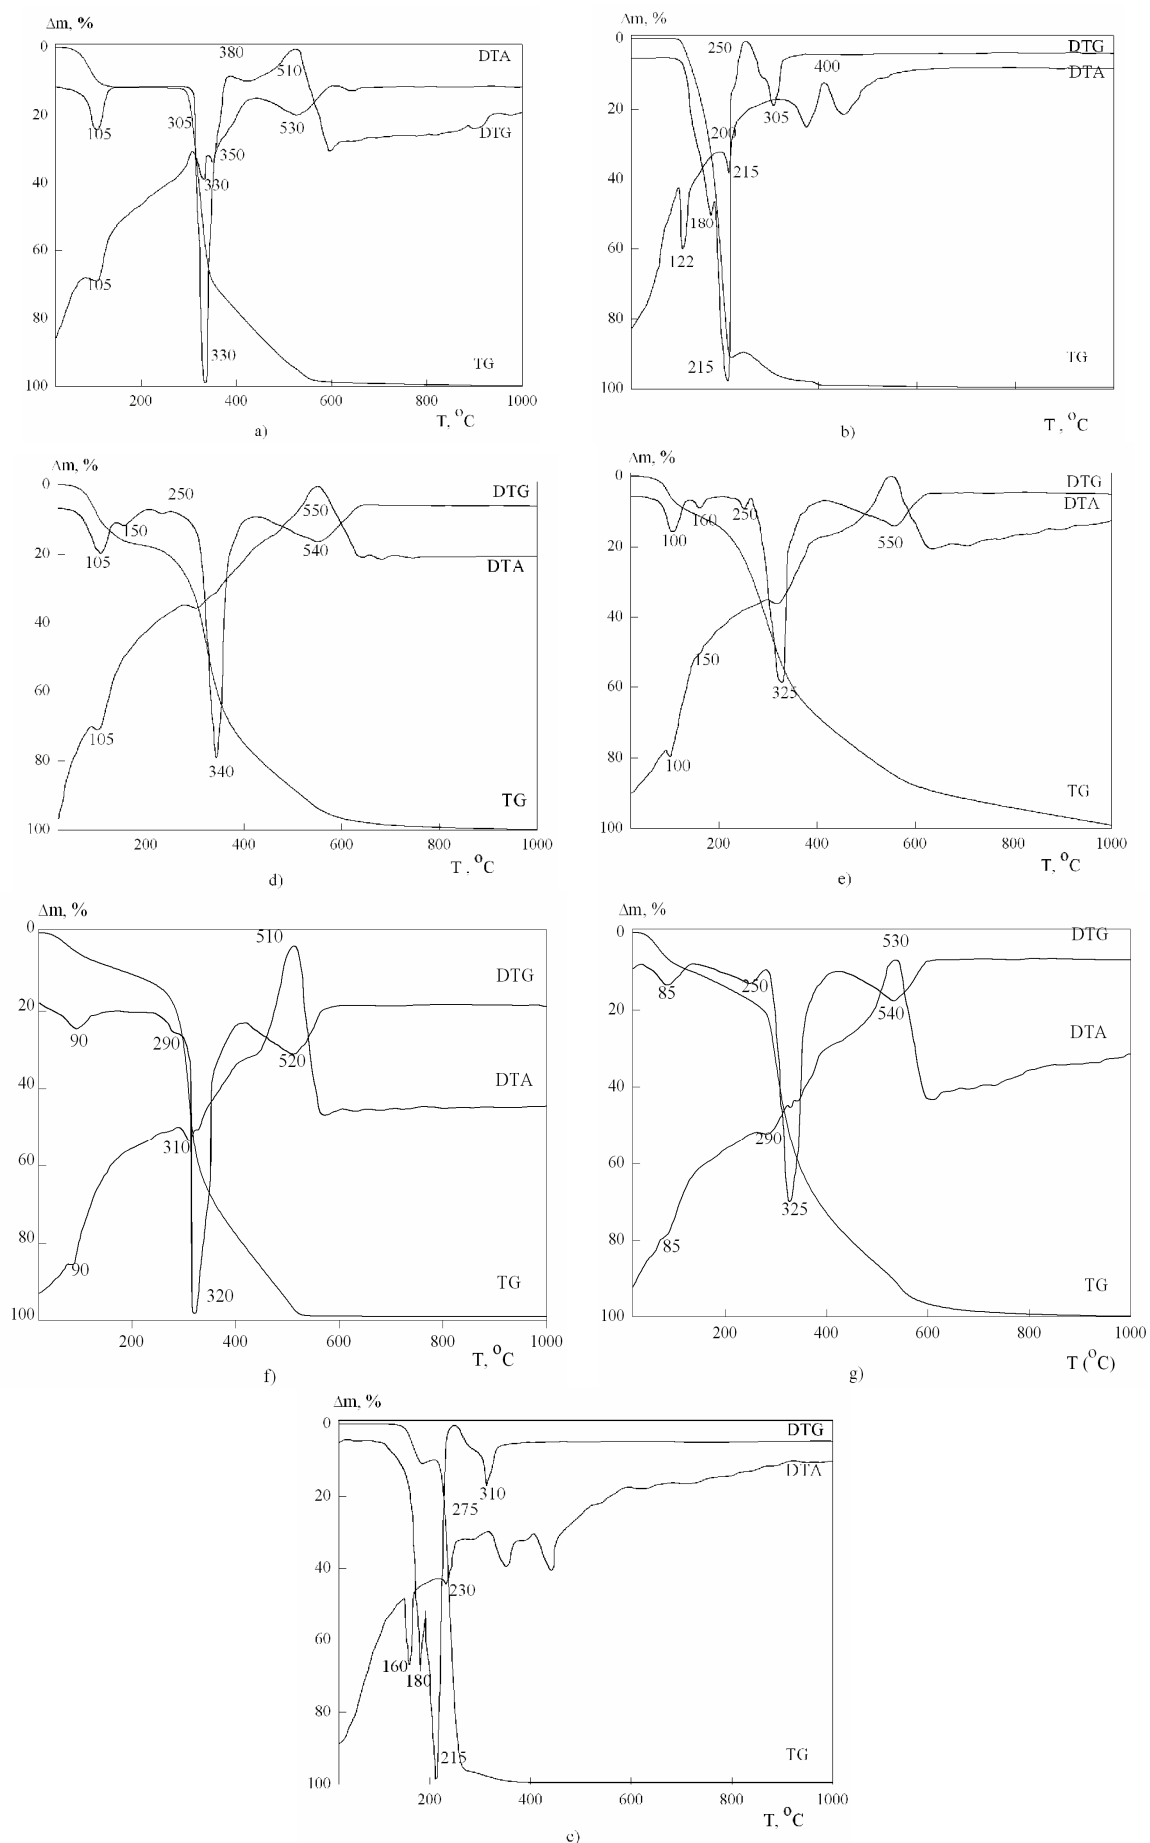 Δm, %
0
20
40
60
80
100
380
510
DTA
305
105
530
DTG
350
330
105
330
TG
200
400
600
800
1000
T, °C
a)
Δm, %
0
20
40
60
80
100
250
DTG
400
DTA
305
200
215
180
122
215
TG
T, °C
b)
Δm, %
0
20
40
60
80
100
250
DTG
550
150
105
540
DTA
105
340
TG
200
400
600
800
1000
T, °C
d)
Δm, %
0
20
40
60
80
100
DTG
DTA
160
250
100
550
150
325
100
TG
200
400
600
800
1000
T, °C
e)
Δm, %
0
20
40
60
80
100
510
DTG
90
290
520
DTA
310
90
320
TG
200
400
600
800
1000
T, °C
f)
Δm, %
0
20
40
60
80
100
530
DTG
85
250
540
DTA
290
325
85
TG
200
400
600
800
1000
T (°C)
g)
Δm, %
0
20
40
60
80
100
DTG
DTA
310
275
230
160
180
215
TG
200
400
600
800
1000
T, °C
c)